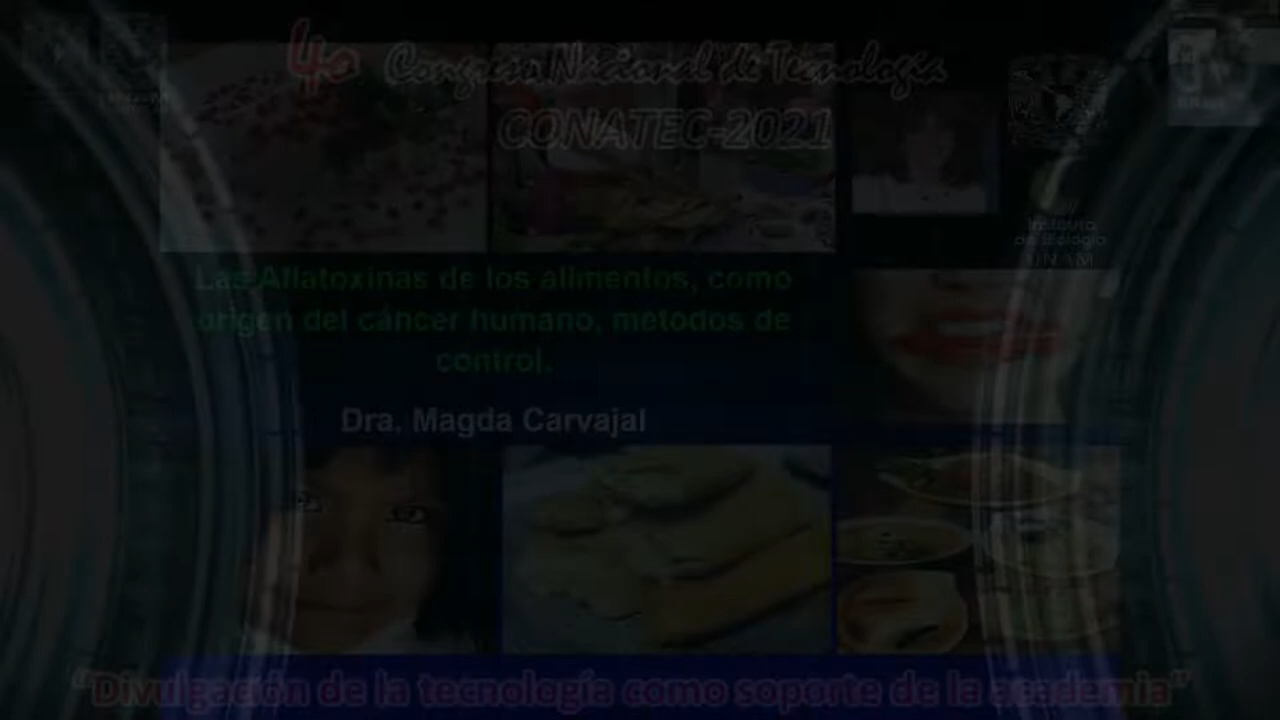 4o Congreso Nacional de Tecnología
CONATEC-2021
Instituto
de Biología
UNAM
Las Aflatoxinas de los alimentos, como
origen del cáncer humano, métodos de
control.
Dra. Magda Carvajal
"Divulgación de la tecnología como soporte de la academia"